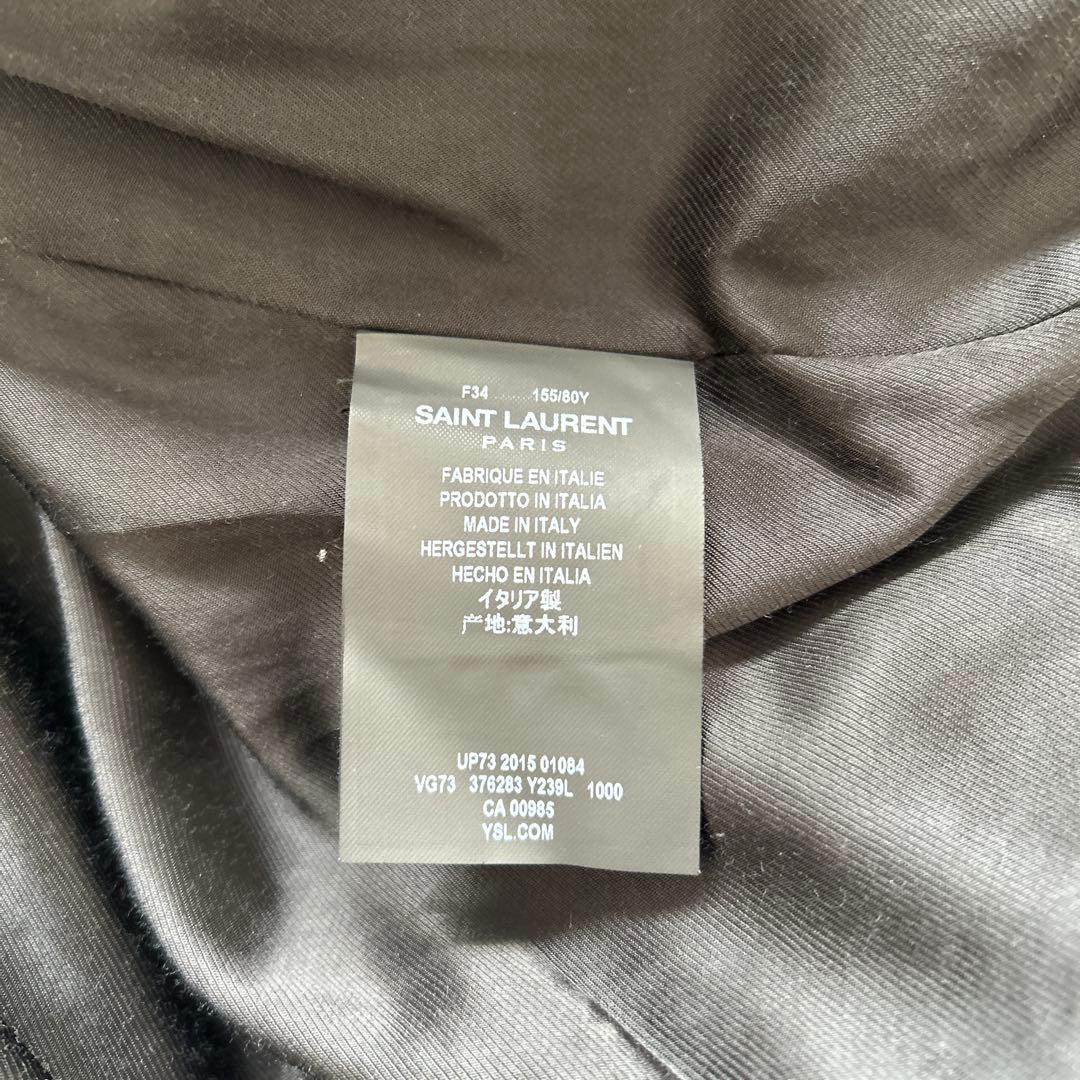 F34 155/80Y
SAINT LAURENT
PARIS
FABRIQUE EN ITALIE
PRODOTTO IN ITALIA
MADE IN ITALY
HERGESTELLT IN ITALIEN
HECHO EN ITALIA
イタリア製
产地:意大利
UP73 2015 01084
VG73 376283 Y239L 1000
CA 00985
YSL.COM